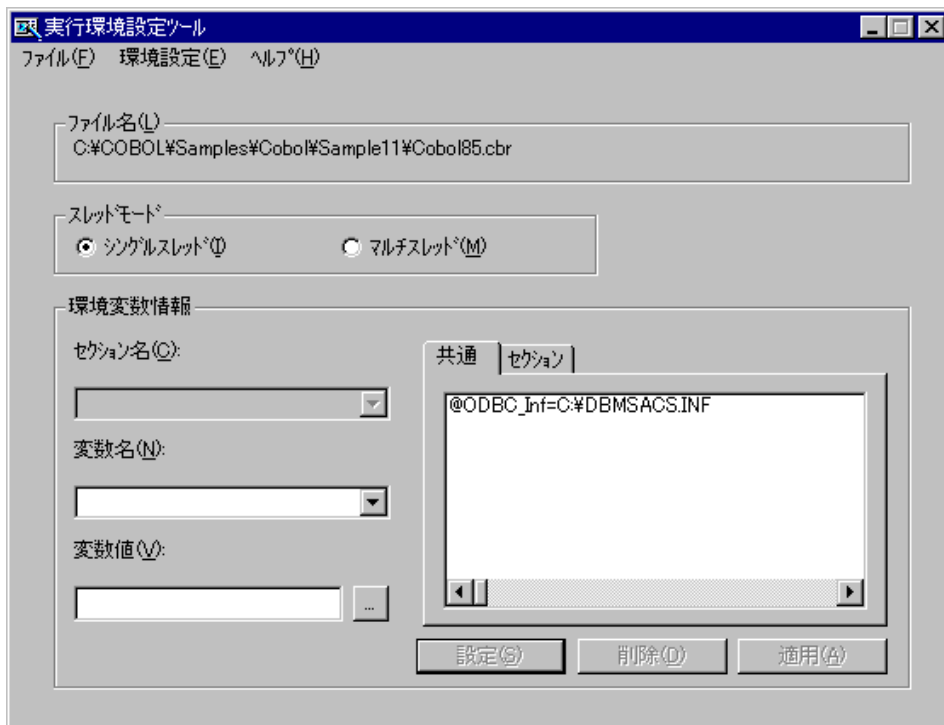 実行環境設定ツール
ﾌｧｲﾙ(F) 環境設定(E) ﾍﾙﾌﾟ(H)
ﾌｧｲﾙ名(L)
C:¥COBOL¥Samples¥Cobol¥Sample11¥Cobol85.cbr
ｽﾚｯﾄﾞﾓｰﾄﾞ
ｼﾝｸﾞﾙｽﾚｯﾄﾞ(I) ﾏﾙﾁｽﾚｯﾄﾞ(M)
環境変数情報
ｾｸｼｮﾝ名(C):
共通 ｾｸｼｮﾝ
@ODBC_Inf=C:¥DBMSACS.INF
変数名(N):
変数値(V):
...
設定(S) 削除(D) 適用(A)